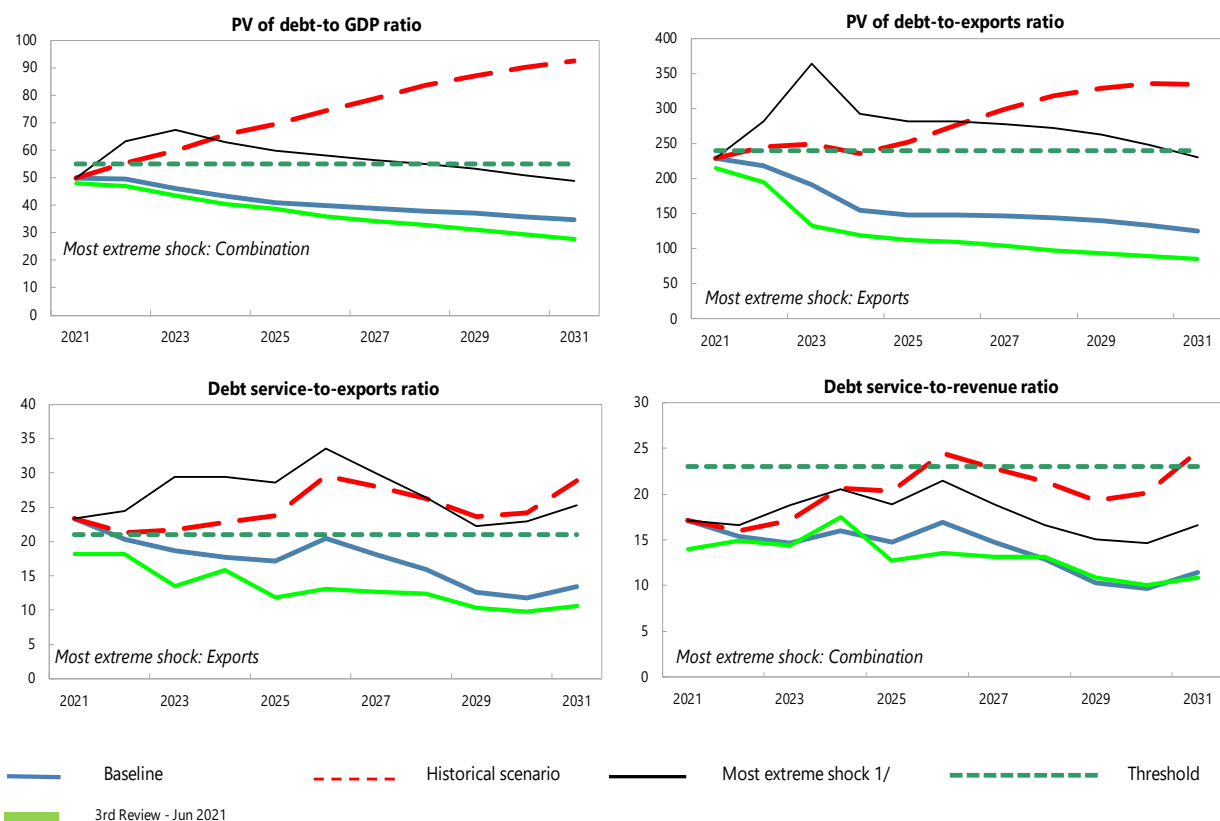 PV of debt-to GDP ratio
100
90
80
70
60
50
40
30
20
10
0
Most extreme shock: Combination
2021 2023 2025 2027 2029 2031
PV of debt-to-exports ratio
400
350
300
250
200
150
100
50
0
Most extreme shock: Exports
2021 2023 2025 2027 2029 2031
Debt service-to-exports ratio
40
35
30
25
20
15
10
5
0
Most extreme shock: Exports
2021 2023 2025 2027 2029 2031
Debt service-to-revenue ratio
30
25
20
15
10
5
0
Most extreme shock: Combination
2021 2023 2025 2027 2029 2031
Baseline Historical scenario Most extreme shock 1/ Threshold
3rd Review - Jun 2021